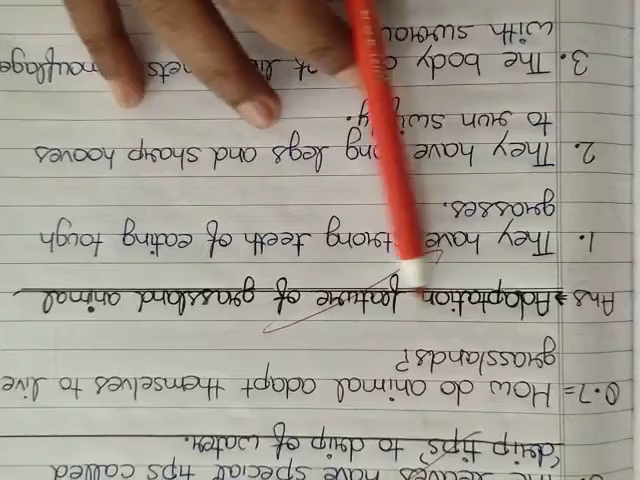 The leaves have special tips called
'drip tips' to drip of water.
Q.7= How do animal adapt themselves to live
grasslands?
Ans → Adaptation feature of grassland animal
1. They have strong teeth of eating tough
grasses.
2. They have legs and sharp hooves
to run
3. The body
with